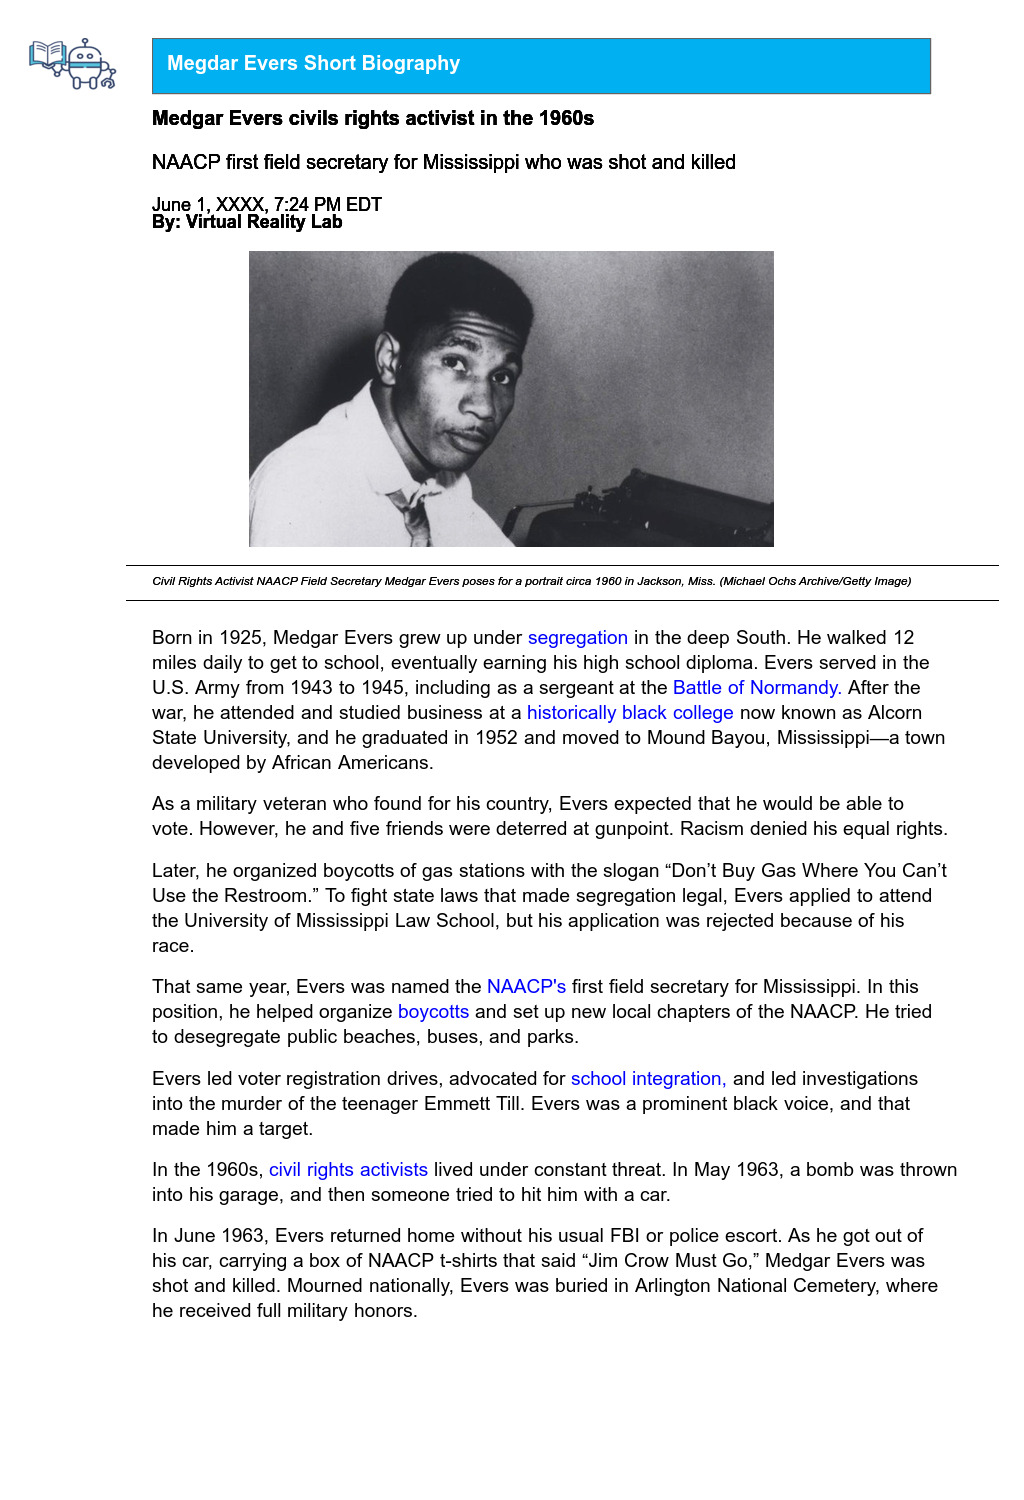 Megdar Evers Short Biography
Medgar Evers civils rights activist in the 1960s
NAACP first field secretary for Mississippi who was shot and killed
June 1, XXXX, 7:24 PM EDT
By: Virtual Reality Lab
Civil Rights Activist NAACP Field Secretary Medgar Evers poses for a portrait circa 1960 in Jackson, Miss. (Michael Ochs Archive/Getty Image)
Born in 1925, Medgar Evers grew up under segregation in the deep South. He walked 12
miles daily to get to school, eventually earning his high school diploma. Evers served in the
U.S. Army from 1943 to 1945, including as a sergeant at the Battle of Normandy. After the
war, he attended and studied business at a historically black college now known as Alcorn
State University, and he graduated in 1952 and moved to Mound Bayou, Mississippi—a town
developed by African Americans.
As a military veteran who found for his country, Evers expected that he would be able to
vote. However, he and five friends were deterred at gunpoint. Racism denied his equal rights.
Later, he organized boycotts of gas stations with the slogan “Don’t Buy Gas Where You Can’t
Use the Restroom.” To fight state laws that made segregation legal, Evers applied to attend
the University of Mississippi Law School, but his application was rejected because of his
race.
That same year, Evers was named the NAACP's first field secretary for Mississippi. In this
position, he helped organize boycotts and set up new local chapters of the NAACP. He tried
to desegregate public beaches, buses, and parks.
Evers led voter registration drives, advocated for school integration, and led investigations
into the murder of the teenager Emmett Till. Evers was a prominent black voice, and that
made him a target.
In the 1960s, civil rights activists lived under constant threat. In May 1963, a bomb was thrown
into his garage, and then someone tried to hit him with a car.
In June 1963, Evers returned home without his usual FBI or police escort. As he got out of
his car, carrying a box of NAACP t-shirts that said “Jim Crow Must Go,” Medgar Evers was
shot and killed. Mourned nationally, Evers was buried in Arlington National Cemetery, where
he received full military honors.